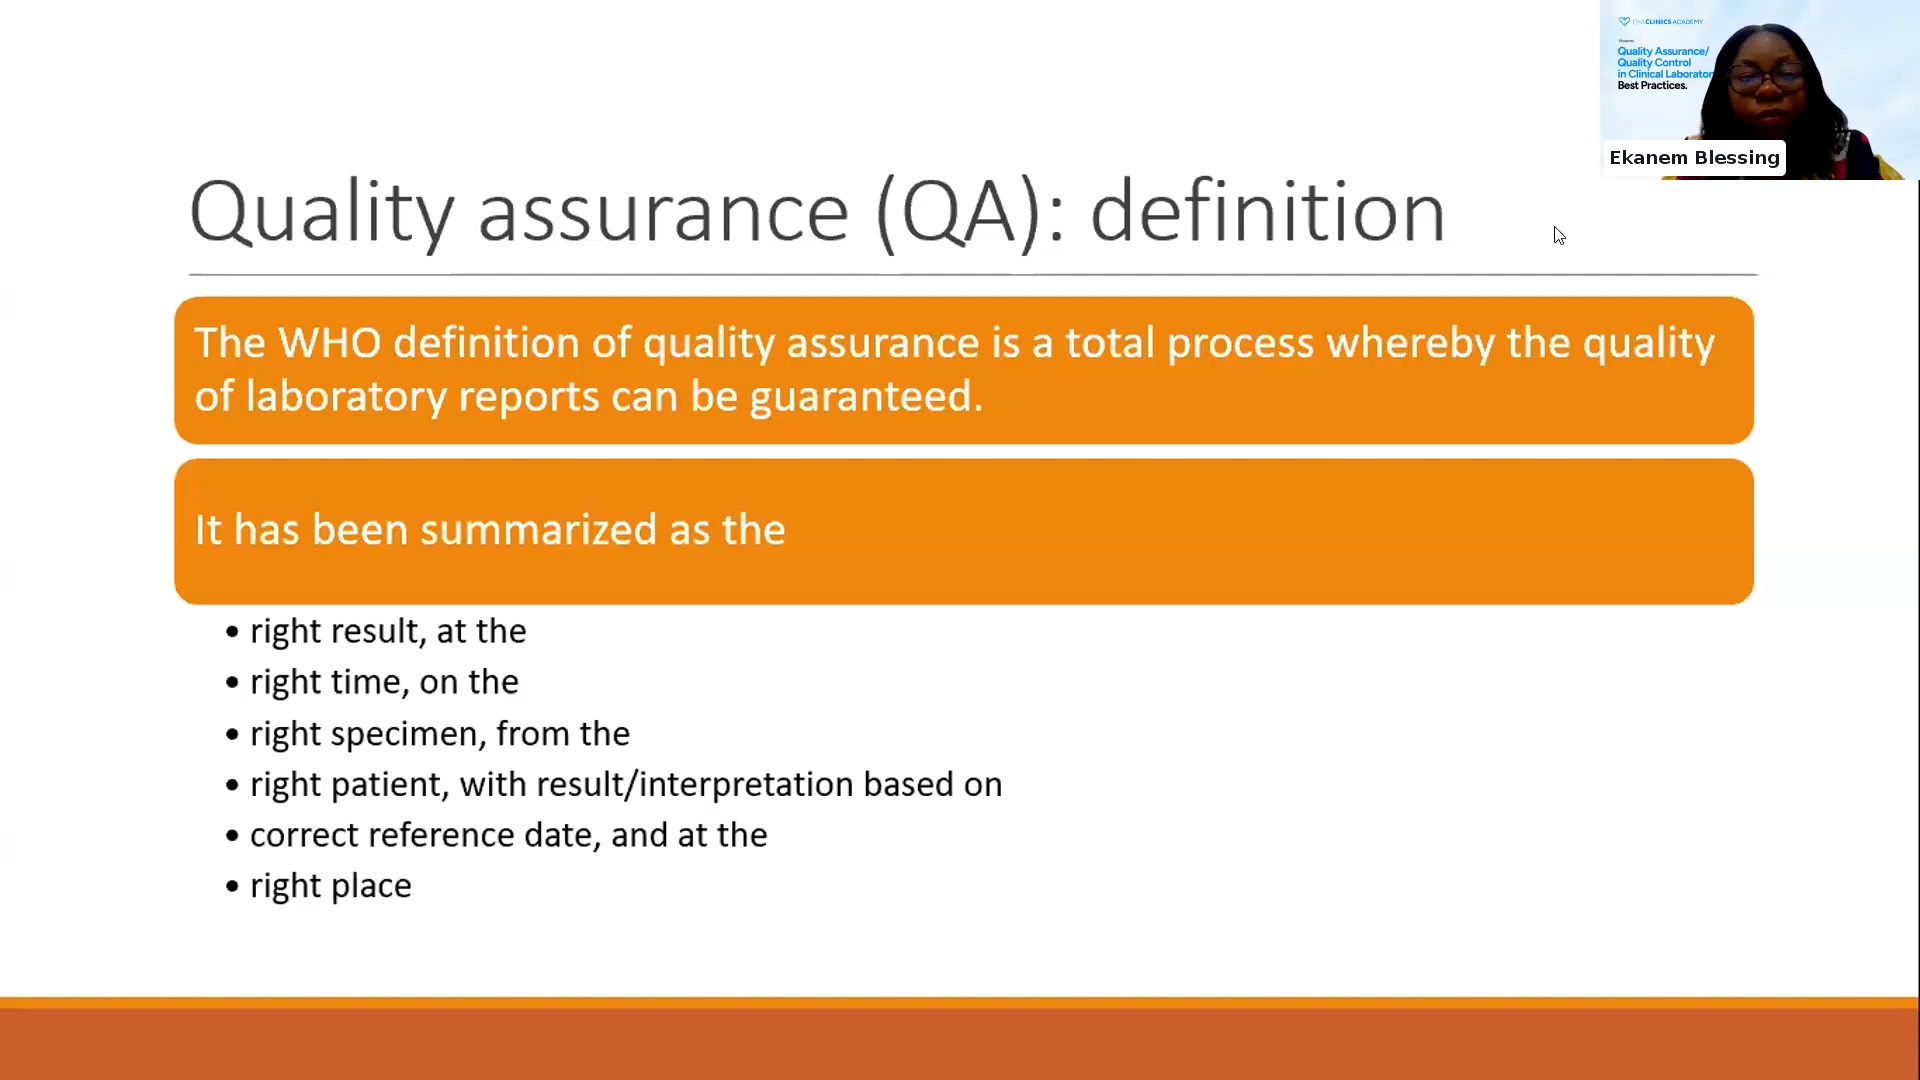 EHACLINICS ACADEMY
Quality Assurance/
Quality Control
in Clinical Laborator
Best Practices.
Ekanem Blessing
Quality assurance (QA): definition
The WHO definition of quality assurance is a total process whereby the quality
of laboratory reports can be guaranteed.
It has been summarized as the
• right result, at the
• right time, on the
• right specimen, from the
• right patient, with result/interpretation based on
• correct reference date, and at the
• right place